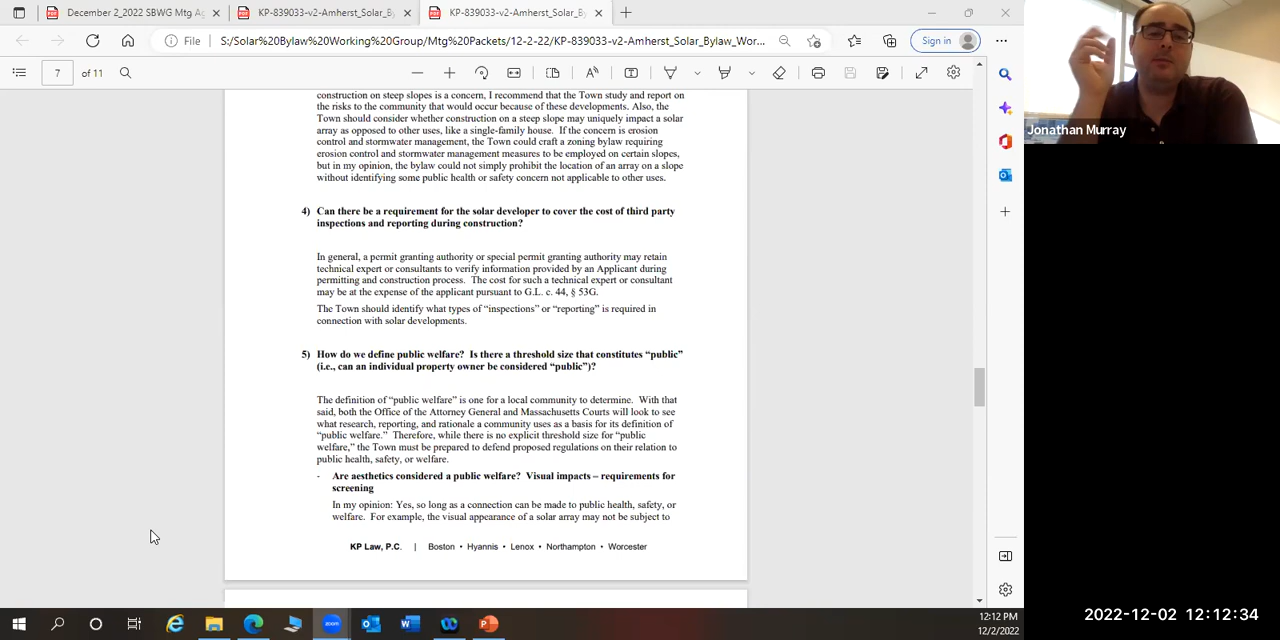 December 2_2022 SBWG Mtg Ag
KP-839033-v2-Amherst_Solar_By
KP-839033-v2-Amherst_Solar_By
File
S:/Solar%20Bylaw%20Working%20Group/Mtg%20Packets/12-2-22/KP-839033-v2-Amherst_Solar_Bylaw_Wor...
Sign in
7 of 11
construction on steep slopes is a concern, I recommend that the Town study and report on
the risks to the community that would occur because of these developments. Also, the
Town should consider whether construction on a steep slope may uniquely impact a solar
array as opposed to other uses, like a single-family house. If the concern is erosion
control and stormwater management, the Town could craft a zoning bylaw requiring
erosion control and stormwater management measures to be employed on certain slopes,
but in my opinion, the bylaw could not simply prohibit the location of an array on a slope
without identifying some public health or safety concern not applicable to other uses.
4) Can there be a requirement for the solar developer to cover the cost of third party
inspections and reporting during construction?
In general, a permit granting authority or special permit granting authority may retain
technical expert or consultants to verify information provided by an Applicant during
permitting and construction process. The cost for such a technical expert or consultant
may be at the expense of the applicant pursuant to G.L. c. 44, § 53G.
The Town should identify what types of “inspections” or “reporting” is required in
connection with solar developments.
5) How do we define public welfare? Is there a threshold size that constitutes “public”
(i.e., can an individual property owner be considered “public”)?
The definition of “public welfare” is one for a local community to determine. With that
said, both the Office of the Attorney General and Massachusetts Courts will look to see
what research, reporting, and rationale a community uses as a basis for its definition of
“public welfare.” Therefore, while there is no explicit threshold size for “public
welfare,” the Town must be prepared to defend proposed regulations on their relation to
public health, safety, or welfare.
- Are aesthetics considered a public welfare? Visual impacts – requirements for
screening
In my opinion: Yes, so long as a connection can be made to public health, safety, or
welfare. For example, the visual appearance of a solar array may not be subject to
KP Law, P.C. | Boston • Hyannis • Lenox • Northampton • Worcester
Jonathan Murray
zoom
12:12 PM
12/2/2022
2022-12-02 12:12:34